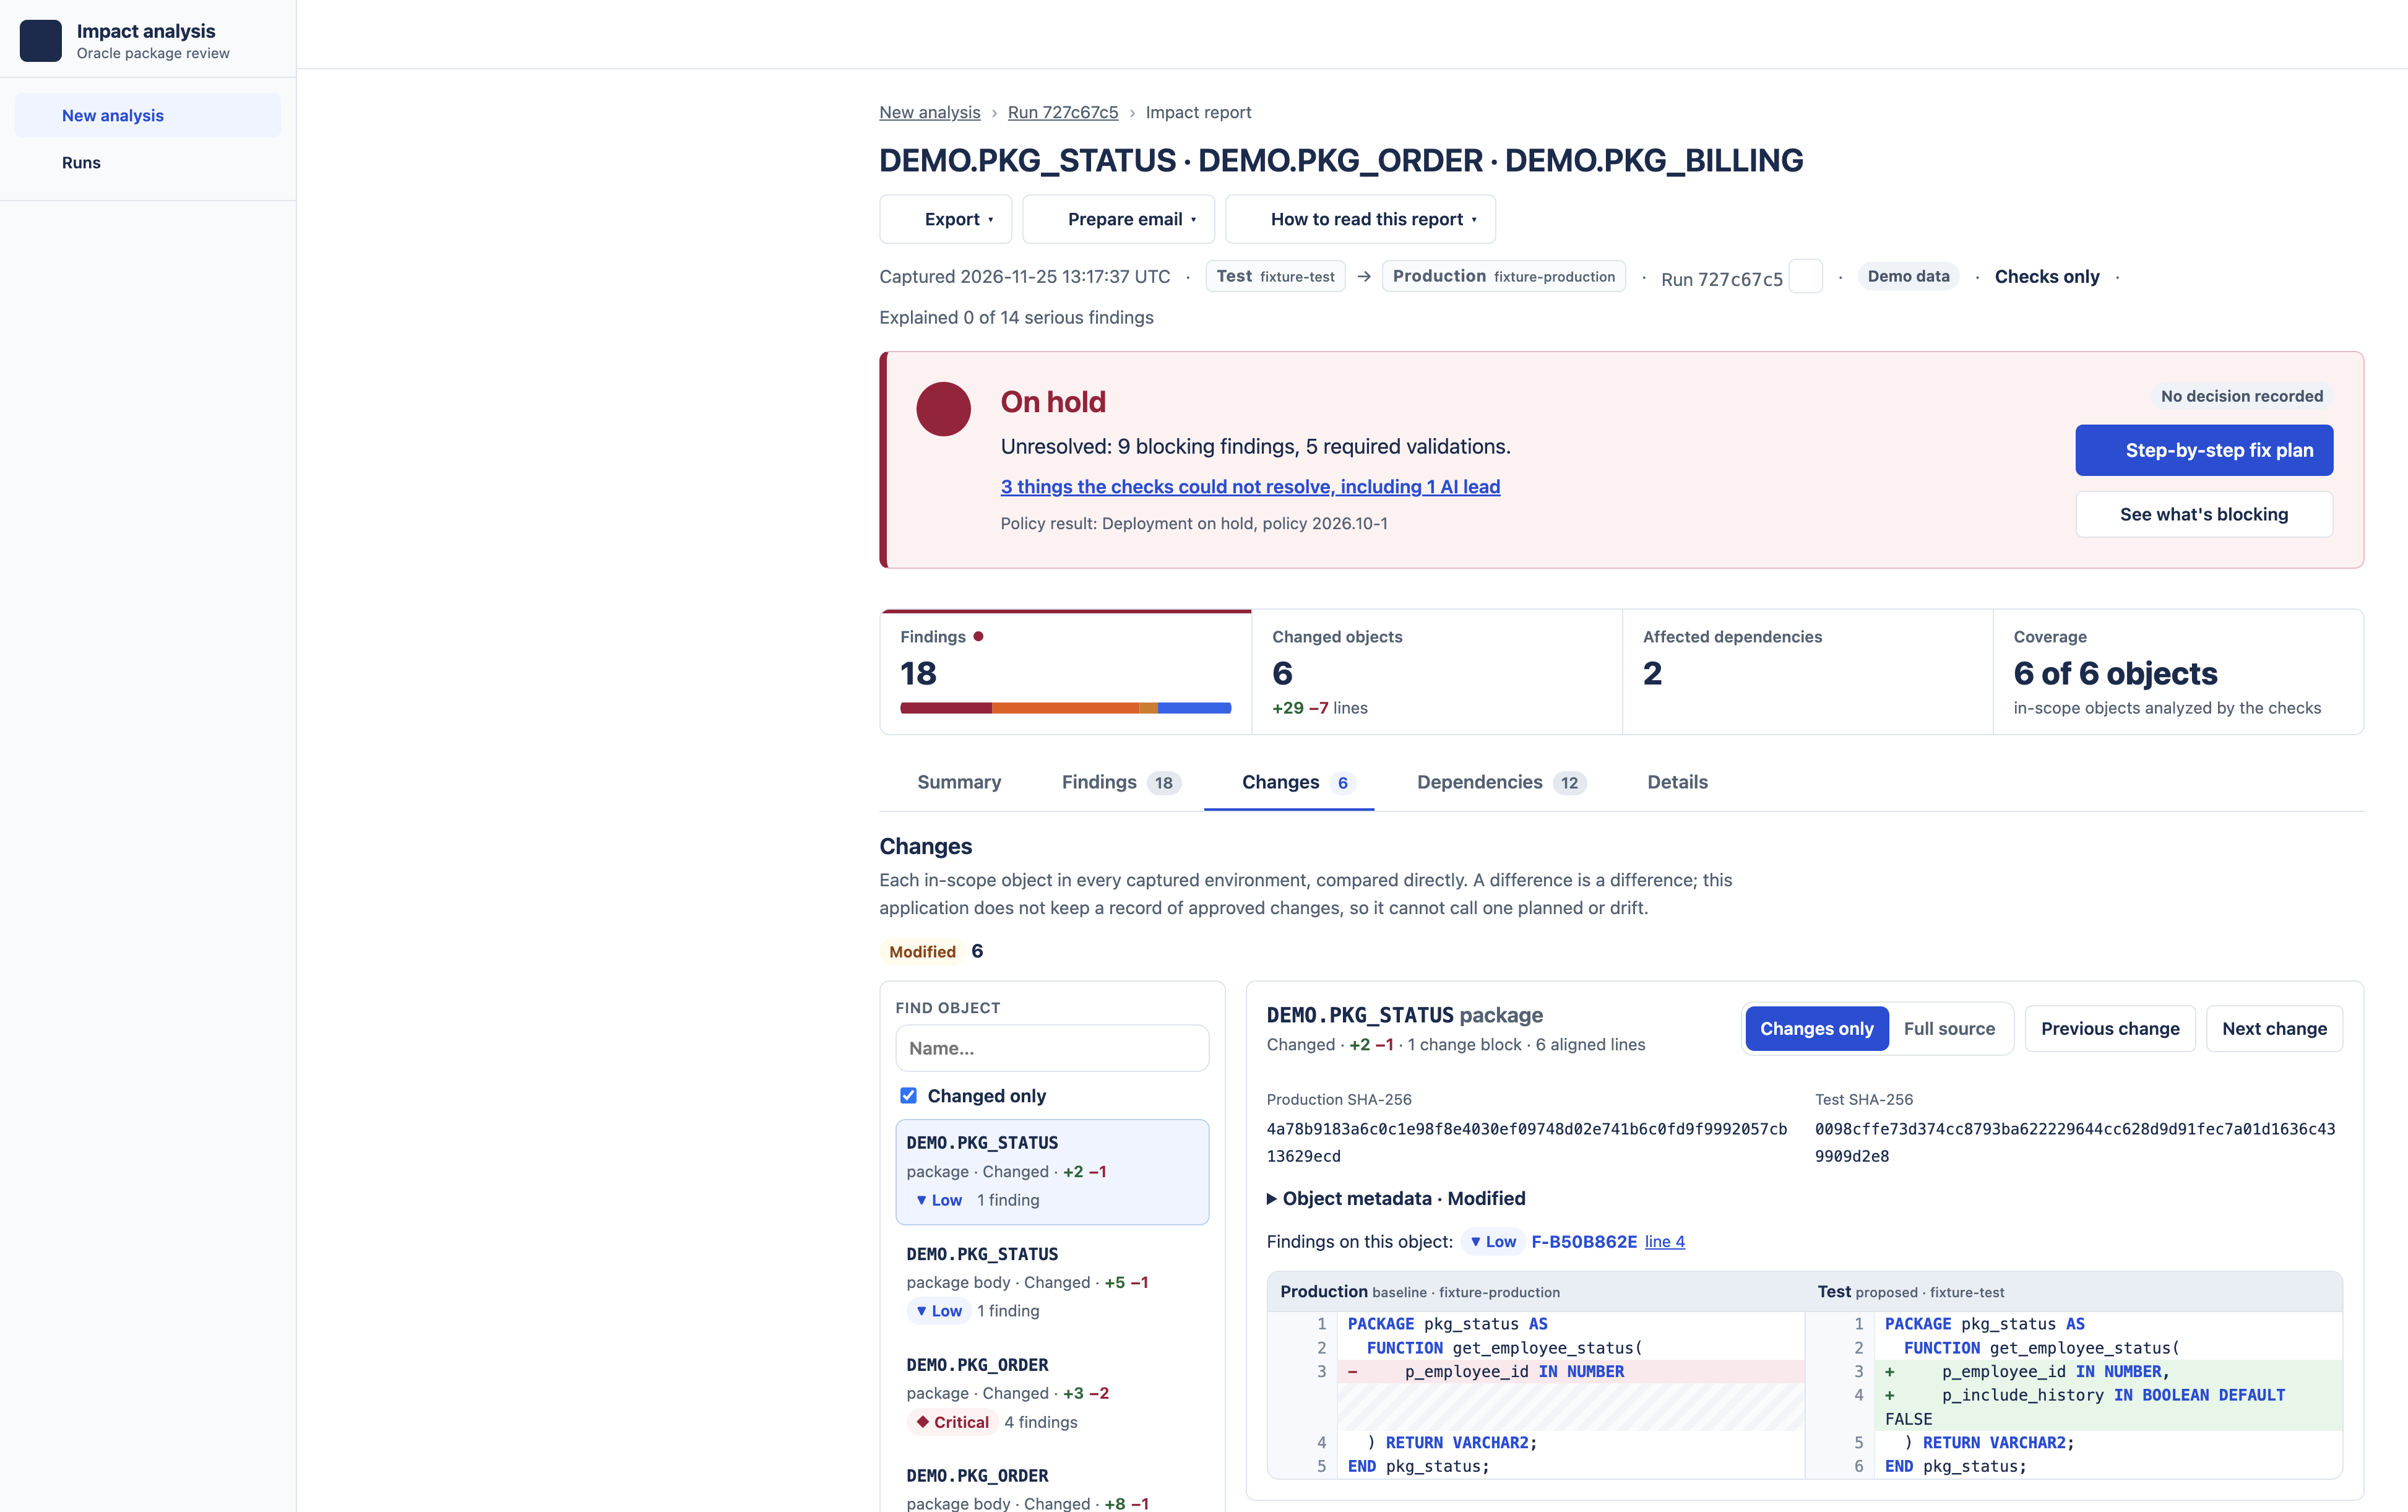 Impact analysis
Oracle package review
New analysis
Runs
New analysis › Run 727c67c5 › Impact report
DEMO.PKG_STATUS · DEMO.PKG_ORDER · DEMO.PKG_BILLING
Export ▾ Prepare email ▾ How to read this report ▾
Captured 2026-11-25 13:17:37 UTC · Test fixture-test → Production fixture-production · Run 727c67c5 · Demo data · Checks only ·
Explained 0 of 14 serious findings
On hold
Unresolved: 9 blocking findings, 5 required validations.
3 things the checks could not resolve, including 1 AI lead
Policy result: Deployment on hold, policy 2026.10-1
No decision recorded
Step-by-step fix plan
See what's blocking
Findings
18
Changed objects
6
+29 −7 lines
Affected dependencies
2
Coverage
6 of 6 objects
in-scope objects analyzed by the checks
Summary Findings 18 Changes 6 Dependencies 12 Details
Changes
Each in-scope object in every captured environment, compared directly. A difference is a difference; this
application does not keep a record of approved changes, so it cannot call one planned or drift.
Modified 6
FIND OBJECT
Name...
Changed only
DEMO.PKG_STATUS
package · Changed · +2 −1
▼ Low 1 finding
DEMO.PKG_STATUS
package body · Changed · +5 −1
▼ Low 1 finding
DEMO.PKG_ORDER
package · Changed · +3 −2
◆ Critical 4 findings
DEMO.PKG_ORDER
package body · Changed · +8 −1
DEMO.PKG_STATUS package
Changed · +2 −1 · 1 change block · 6 aligned lines
Changes only Full source Previous change Next change
Production SHA-256
4a78b9183a6c0c1e98f8e4030ef09748d02e741b6c0fd9f9992057cb
13629ecd
Test SHA-256
0098cffe73d374cc8793ba622229644cc628d9d91fec7a01d1636c43
9909d2e8
▶ Object metadata · Modified
Findings on this object: ▼ Low F-B50B862E line 4
Production baseline · fixture-production
1 PACKAGE pkg_status AS
2 FUNCTION get_employee_status(
3 − p_employee_id IN NUMBER
4 ) RETURN VARCHAR2;
5 END pkg_status;
Test proposed · fixture-test
1 PACKAGE pkg_status AS
2 FUNCTION get_employee_status(
3 + p_employee_id IN NUMBER,
4 + p_include_history IN BOOLEAN DEFAULT
FALSE
5 ) RETURN VARCHAR2;
6 END pkg_status;